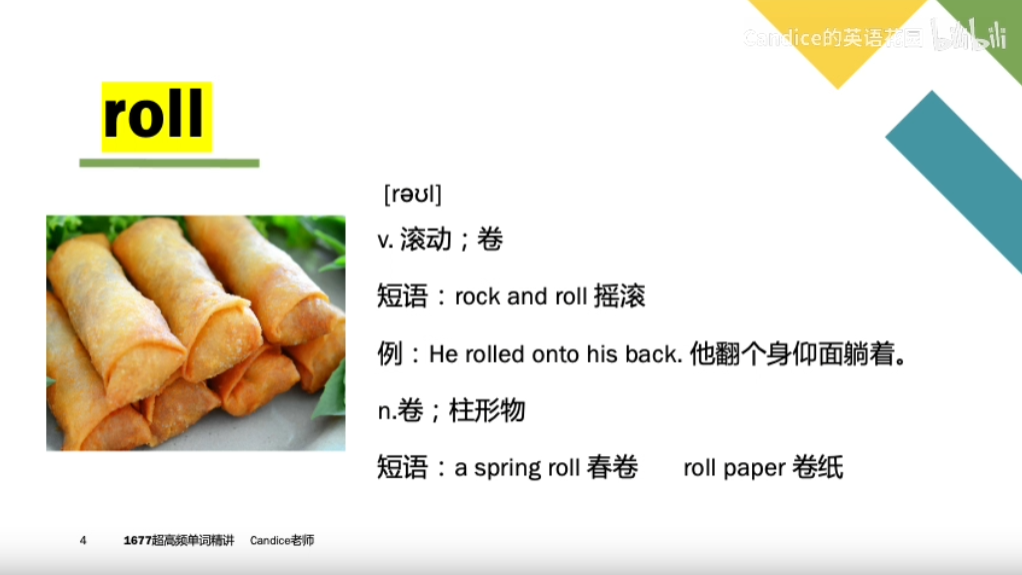 Candice的英语花园 bilibili
roll
[rəʊl]
v. 滚动；卷
短语：rock and roll 摇滚
例：He rolled onto his back. 他翻个身仰面躺着。
n.卷；柱形物
短语：a spring roll 春卷 roll paper 卷纸
4 1677超高频单词精讲 Candice老师